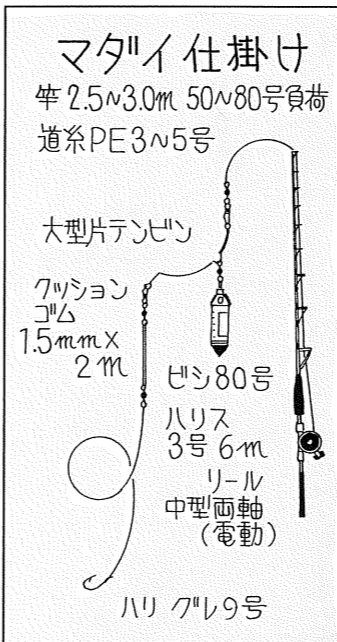 マダイ仕掛け
竿 2.5~3.0m 50~80号負荷
道糸PE3~5号
大型片テンビン
クッション
ゴム
1.5mm×
2m
ビシ80号
ハリス
3号 6m
リール
中型両軸
(電動)
ハリ グレ9号